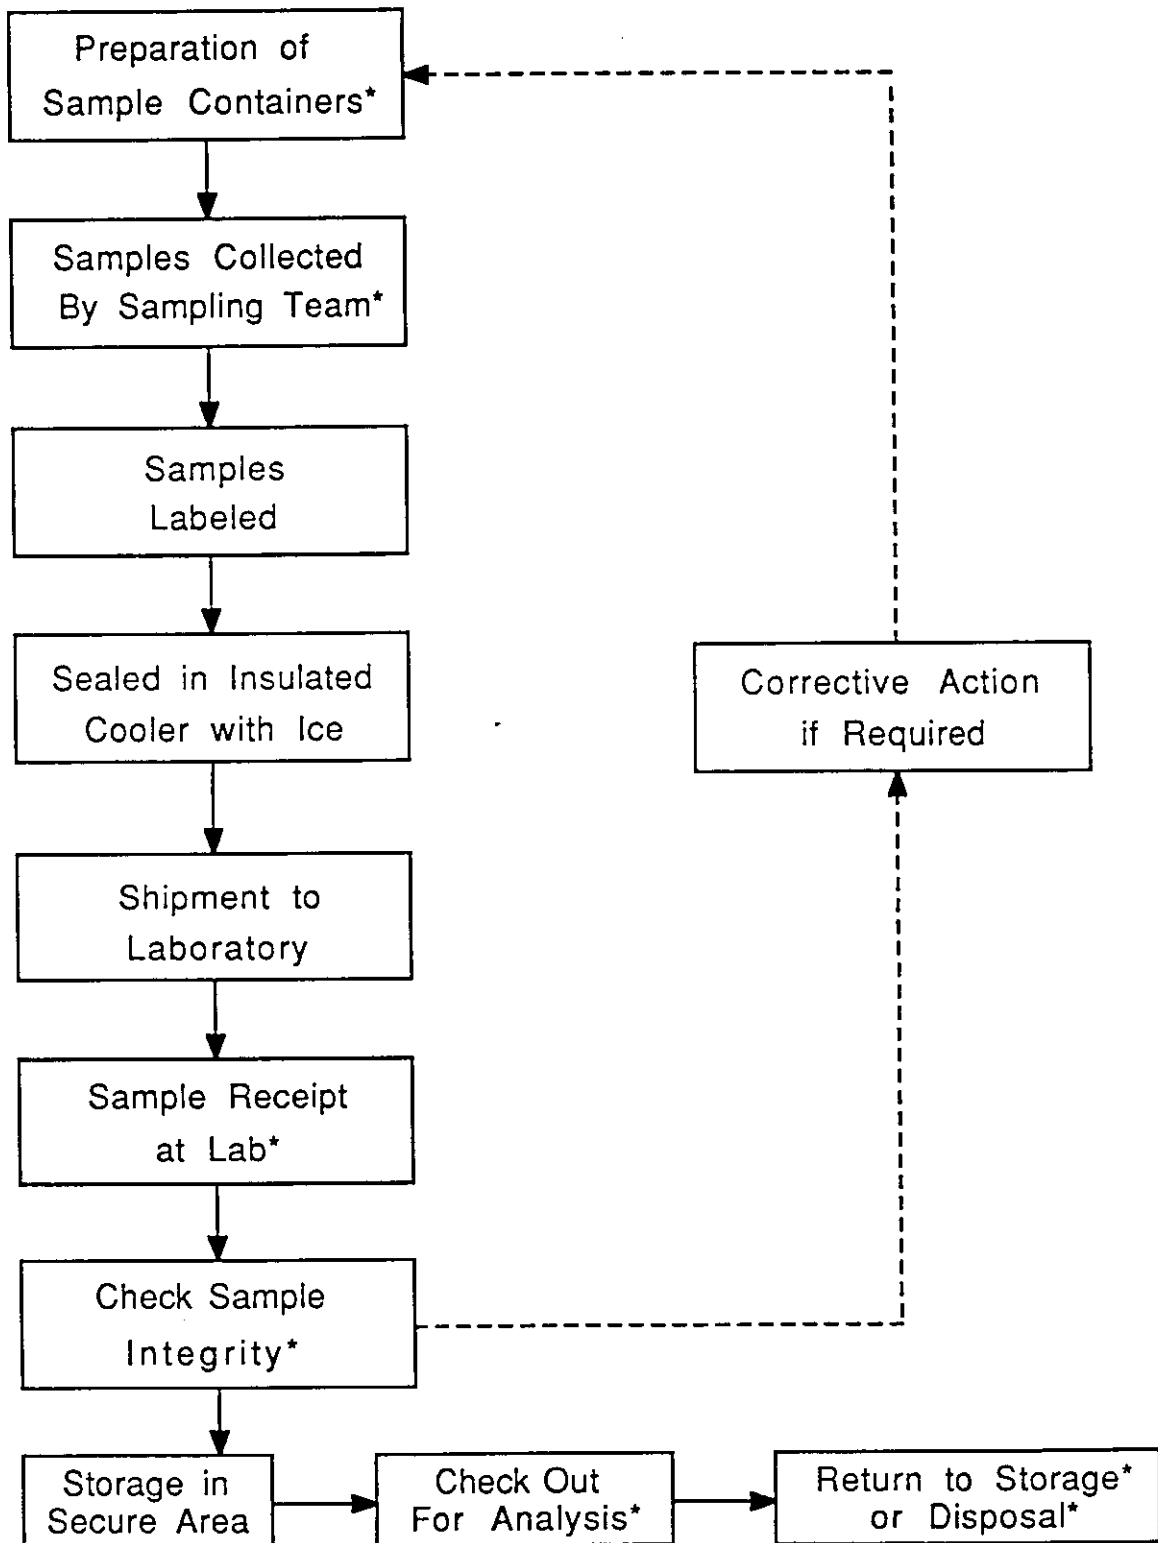 Preparation of
Sample Containers*
Samples Collected
By Sampling Team*
Samples
Labeled
Sealed in Insulated
Cooler with Ice
Corrective Action
if Required
Shipment to
Laboratory
Sample Receipt
at Lab*
Check Sample
Integrity*
Storage in
Secure Area
Check Out
For Analysis*
Return to Storage*
or Disposal*